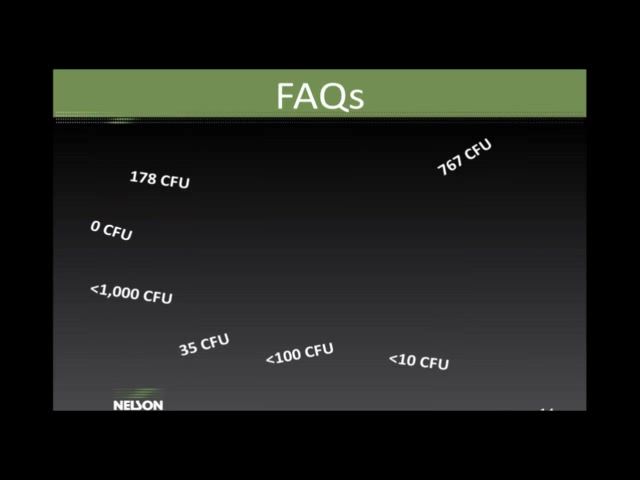 FAQs
767 CFU
178 CFU
0 CFU
<1,000 CFU
35 CFU
<100 CFU
<10 CFU
NELSON